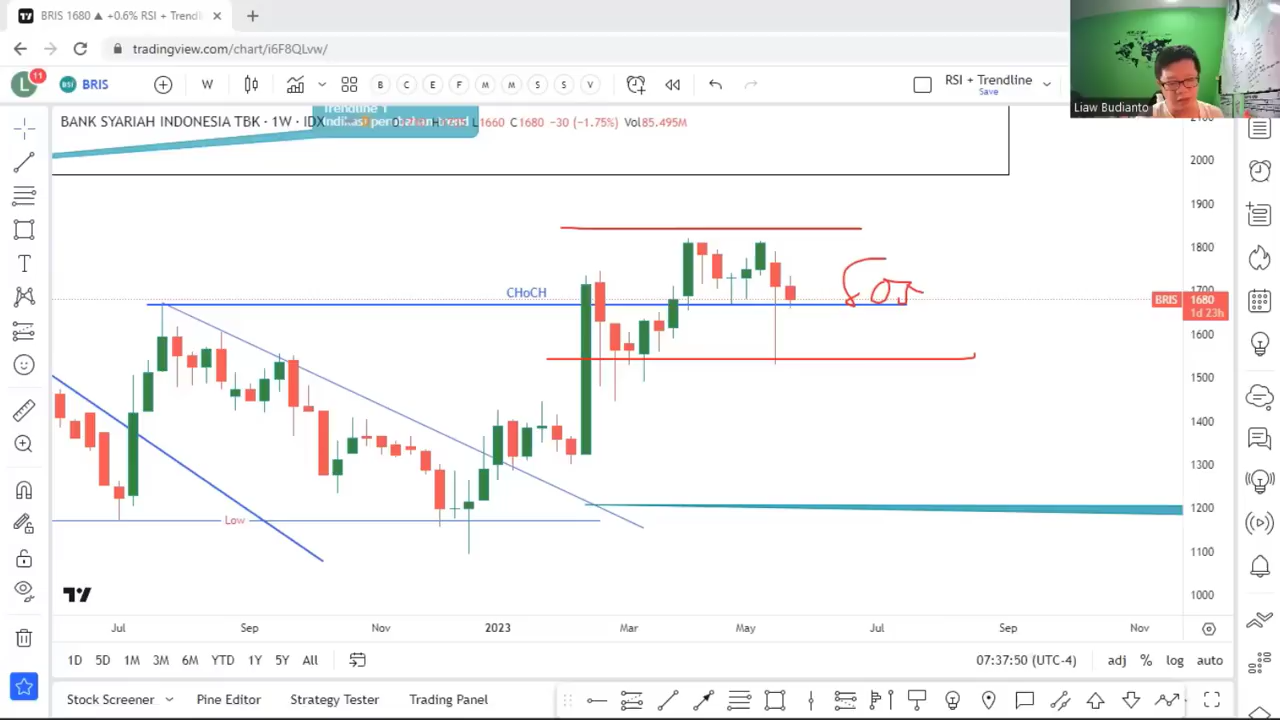 BRIS 1680 ▲ +0.6% RSI + Trendli
tradingview.com/chart/i6F8QLvw/
L 11 BRIS W B C E F M M S S V RSI + Trendline
Save
Liaw Budianto
Trendline 1
BANK SYARIAH INDONESIA TBK · 1W · IDX L1660 C1680 −30 (−1.75%) Vol85.495M
2100
2000
1900
1800
1700
1600
1500
1400
1300
1200
1100
1000
BRIS 1680
1d 23h
CHoCH
Low
Jul Sep Nov 2023 Mar May Jul Sep Nov
1D 5D 1M 3M 6M YTD 1Y 5Y All 07:37:50 (UTC-4) adj % log auto
Stock Screener Pine Editor Strategy Tester Trading Panel